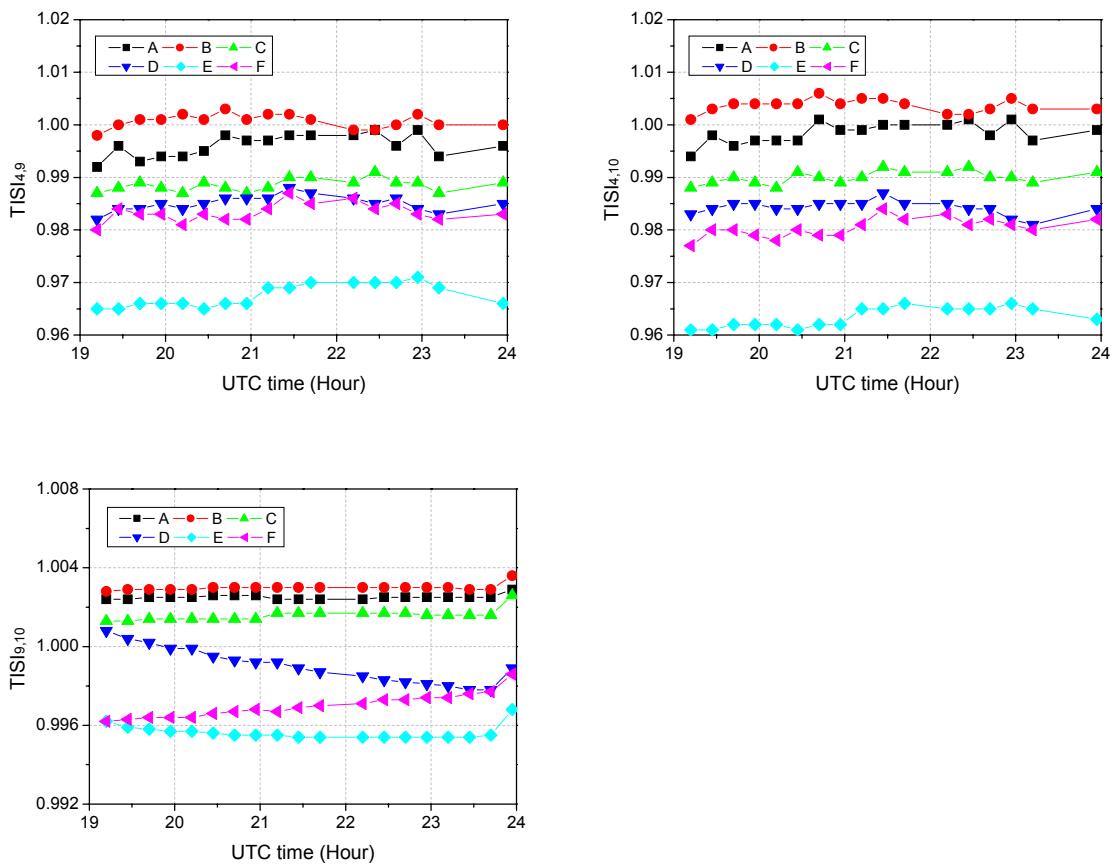 1.02
1.01
1.00
0.99
0.98
0.97
0.96
TISI4,9
A B C
D E F
19 20 21 22 23 24
UTC time (Hour)
1.02
1.01
1.00
0.99
0.98
0.97
0.96
TISI4,10
A B C
D E F
19 20 21 22 23 24
UTC time (Hour)
1.008
1.004
1.000
0.996
0.992
TISI9,10
A B C
D E F
19 20 21 22 23 24
UTC time (Hour)